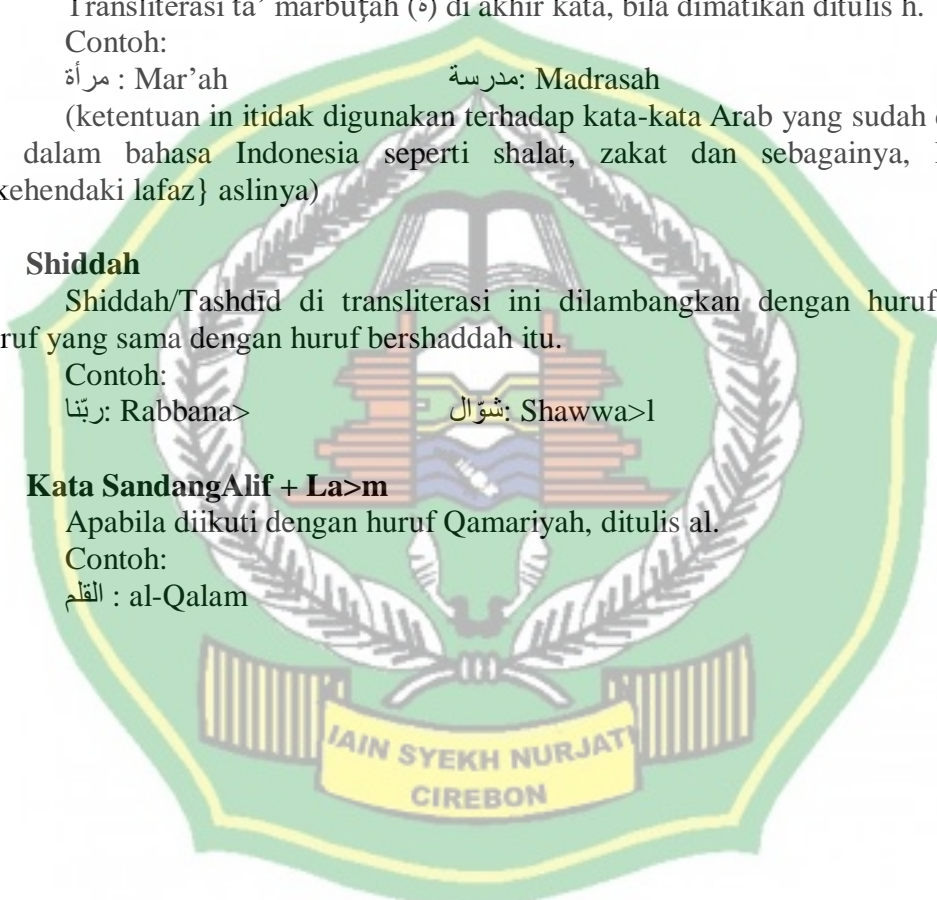 Transliterasi ta’ marbuṭah (ة) di akhir kata, bila dimatikan ditulis h.
Contoh:
مرأة : Mar’ah مدرسة: Madrasah
(ketentuan in itidak digunakan terhadap kata-kata Arab yang sudah
dalam bahasa Indonesia seperti shalat, zakat dan sebagainya,
kehendaki lafaz} aslinya)
Shiddah
Shiddah/Tashdīd di transliterasi ini dilambangkan dengan huruf
ruf yang sama dengan huruf bershaddah itu.
Contoh:
ربّنا: Rabbana> شوّال: Shawwa>l
Kata SandangAlif + La>m
Apabila diikuti dengan huruf Qamariyah, ditulis al.
Contoh:
القلم : al-Qalam
IAIN SYEKH NURJATI
CIREBON